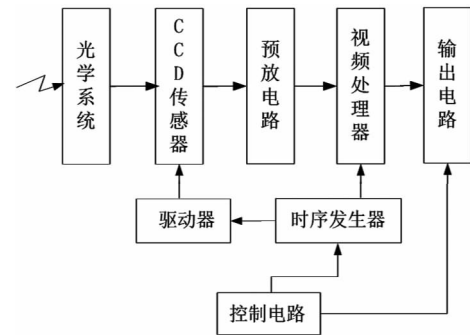 光学系统
CCD传感器
预放电路
视频处理器
输出电路
驱动器
时序发生器
控制电路